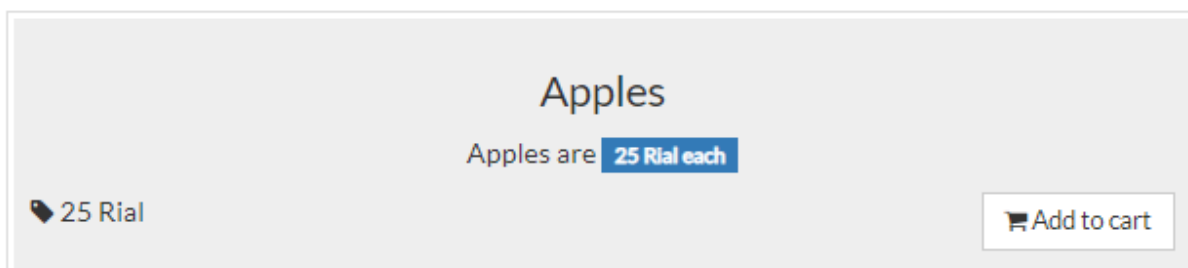 Apples
Apples are 25 Rial each
25 Rial
Add to cart